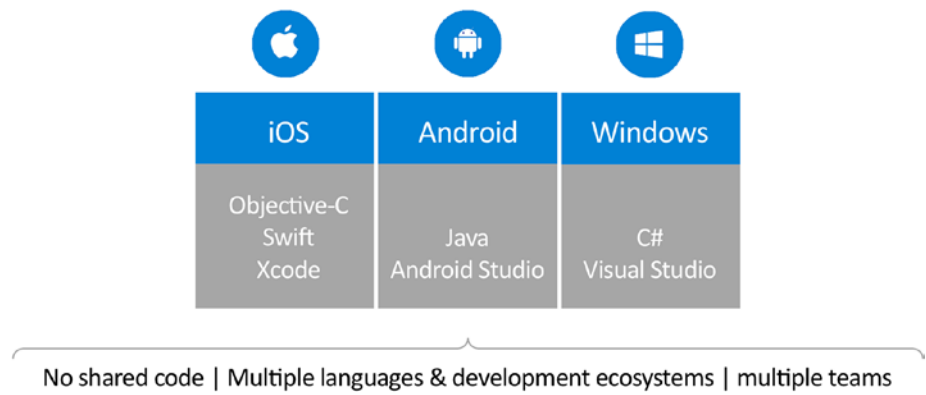 iOS
Objective-C
Swift
Xcode
Android
Java
Android Studio
Windows
C#
Visual Studio
No shared code | Multiple languages & development ecosystems | multiple teams